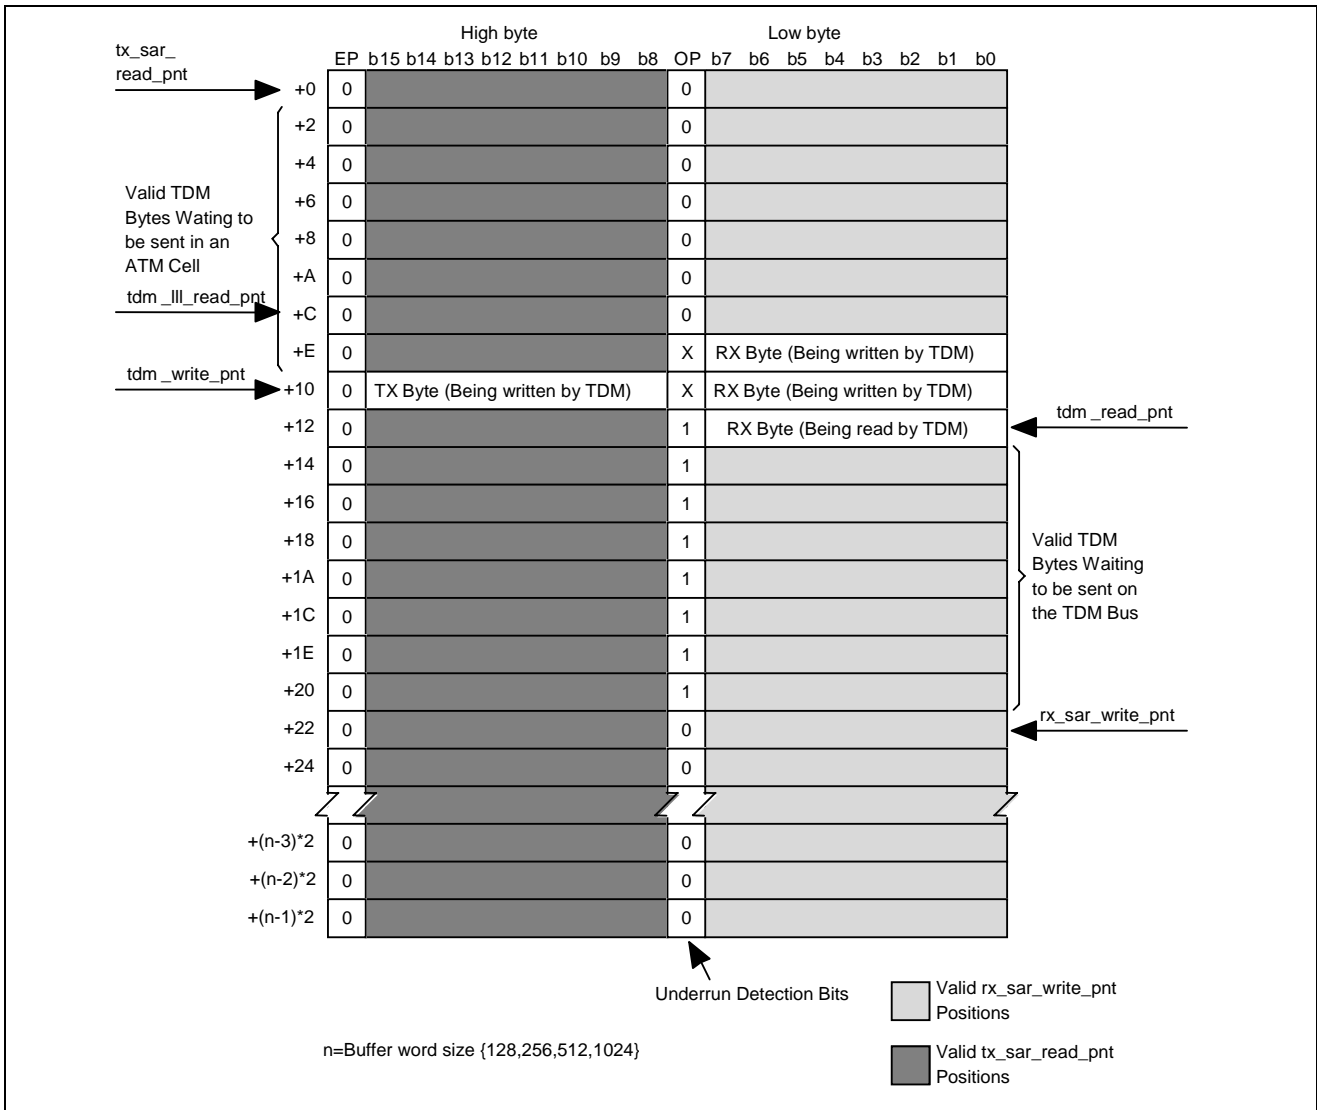 High byte Low byte
EP b15 b14 b13 b12 b11 b10 b9 b8 OP b7 b6 b5 b4 b3 b2 b1 b0
tx_sar_
read_pnt
+0 0 0
+2 0 0
+4 0 0
+6 0 0
+8 0 0
+A 0 0
Valid TDM
Bytes Wating to
be sent in an
ATM Cell
tdm _lll_read_pnt
+C 0 0
+E 0 X RX Byte (Being written by TDM)
tdm _write_pnt
+10 0 TX Byte (Being written by TDM) X RX Byte (Being written by TDM)
+12 0 1 RX Byte (Being read by TDM)
tdm _read_pnt
+14 0 1
+16 0 1
+18 0 1
+1A 0 1
+1C 0 1
+1E 0 1
+20 0 1
Valid TDM
Bytes Waiting
to be sent on
the TDM Bus
+22 0 0
rx_sar_write_pnt
+24 0 0
+(n-3)*2 0 0
+(n-2)*2 0 0
+(n-1)*2 0 0
Underrun Detection Bits
Valid rx_sar_write_pnt
Positions
n=Buffer word size {128,256,512,1024}
Valid tx_sar_read_pnt
Positions